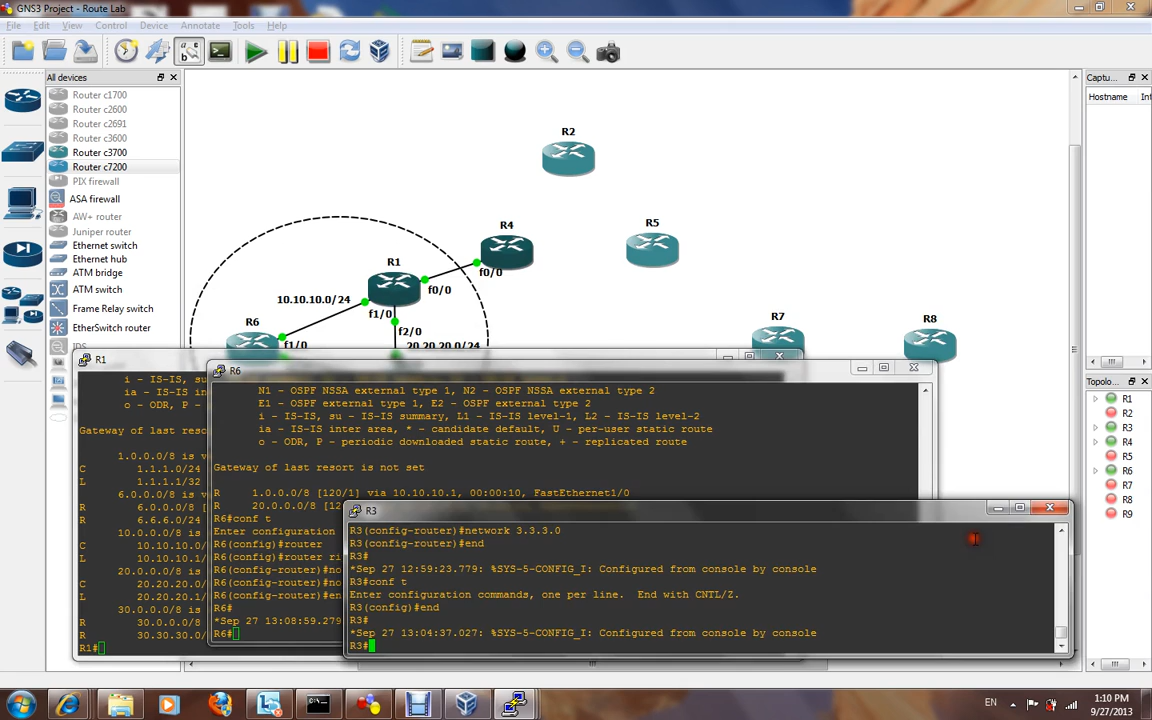 GNS3 Project - Route Lab
File Edit View Control Device Annotate Tools Help
All devices
Router c1700
Router c2600
Router c2691
Router c3600
Router c3700
Router c7200
PIX firewall
ASA firewall
AW+ router
Juniper router
Ethernet switch
Ethernet hub
ATM bridge
ATM switch
Frame Relay switch
EtherSwitch router
IDS
R2
R4
R5
f0/0
R1
f0/0
10.10.10.0/24
f1/0
R6
f2/0
f1/0
20.20.20.0/24
R7
R8
Captu...
Hostname Int
Topolo...
R1
R2
R3
R4
R5
R6
R7
R8
R9
R1
i - IS-IS, su
ia - IS-IS inter
o - ODR, P -
Gateway of last reso
1.0.0.0/8 is v
C 1.1.1.0/24
L 1.1.1.1/32
6.0.0.0/8 is v
R 6.0.0.0/8 [
R 6.6.6.0/24
10.0.0.0/8 is
C 10.10.10.0/
L 10.10.10.1/
20.0.0.0/8 is
C 20.20.20.0/
L 20.20.20.1/
30.0.0.0/8 is
R 30.0.0.0/8
R 30.30.30.0/
R1#
R6
N1 - OSPF NSSA external type 1, N2 - OSPF NSSA external type 2
E1 - OSPF external type 1, E2 - OSPF external type 2
i - IS-IS, su - IS-IS summary, L1 - IS-IS level-1, L2 - IS-IS level-2
ia - IS-IS inter area, * - candidate default, U - per-user static route
o - ODR, P - periodic downloaded static route, + - replicated route
Gateway of last resort is not set
R 1.0.0.0/8 [120/1] via 10.10.10.1, 00:00:10, FastEthernet1/0
R 20.0.0.0/8 [12
R6#conf t
Enter configuration
R6(config)#router
R6(config)#router ri
R6(config-router)#no
R6(config-router)#no
R6(config-router)#en
R6#
*Sep 27 13:08:59.279
R6#
R3
R3(config-router)#network 3.3.3.0
R3(config-router)#end
R3#
*Sep 27 12:59:23.779: %SYS-5-CONFIG_I: Configured from console by console
R3#conf t
Enter configuration commands, one per line. End with CNTL/Z.
R3(config)#end
R3#
*Sep 27 13:04:37.027: %SYS-5-CONFIG_I: Configured from console by console
R3#
EN
1:10 PM
9/27/2013